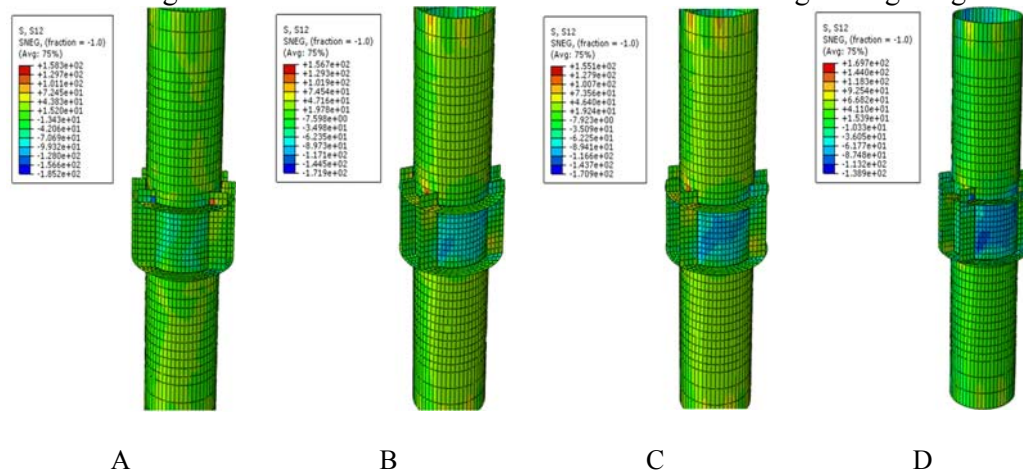 S, S12
SNEG, (fraction = -1.0)
(Avg: 75%)
+1.583e+02
+1.297e+02
+1.011e+02
+7.245e+01
+4.383e+01
+1.520e+01
-1.343e+01
-4.206e+01
-7.069e+01
-9.932e+01
-1.280e+02
-1.566e+02
-1.852e+02
S, S12
SNEG, (fraction = -1.0)
(Avg: 75%)
+1.567e+02
+1.293e+02
+1.019e+02
+7.454e+01
+4.716e+01
+1.978e+01
-7.598e+00
-3.498e+01
-6.235e+01
-8.973e+01
-1.171e+02
-1.445e+02
-1.719e+02
S, S12
SNEG, (fraction = -1.0)
(Avg: 75%)
+1.551e+02
+1.279e+02
+1.007e+02
+7.356e+01
+4.640e+01
+1.924e+01
-7.923e+00
-3.509e+01
-6.225e+01
-8.941e+01
-1.166e+02
-1.437e+02
-1.709e+02
S, S12
SNEG, (fraction = -1.0)
(Avg: 75%)
+1.697e+02
+1.440e+02
+1.183e+02
+9.254e+01
+6.682e+01
+4.110e+01
+1.539e+01
-1.033e+01
-3.605e+01
-6.177e+01
-8.748e+01
-1.132e+02
-1.389e+02
A B C D